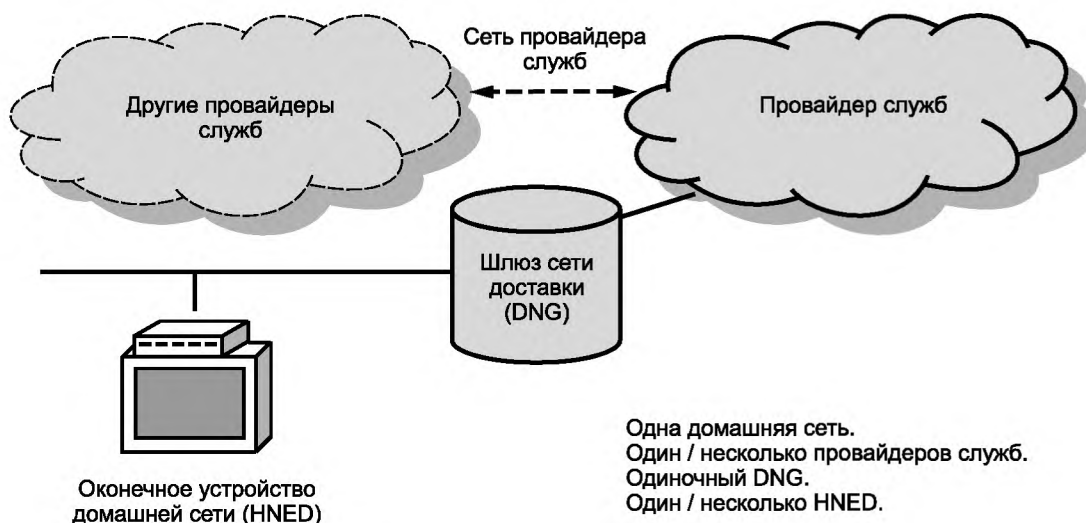 Сеть провайдера
служб
Другие провайдеры
служб
Провайдер служб
Шлюз сети
доставки
(DNG)
Оконечное устройство
домашней сети (HNED)
Одна домашняя сеть.
Один / несколько провайдеров служб.
Одиночный DNG.
Один / несколько HNED.